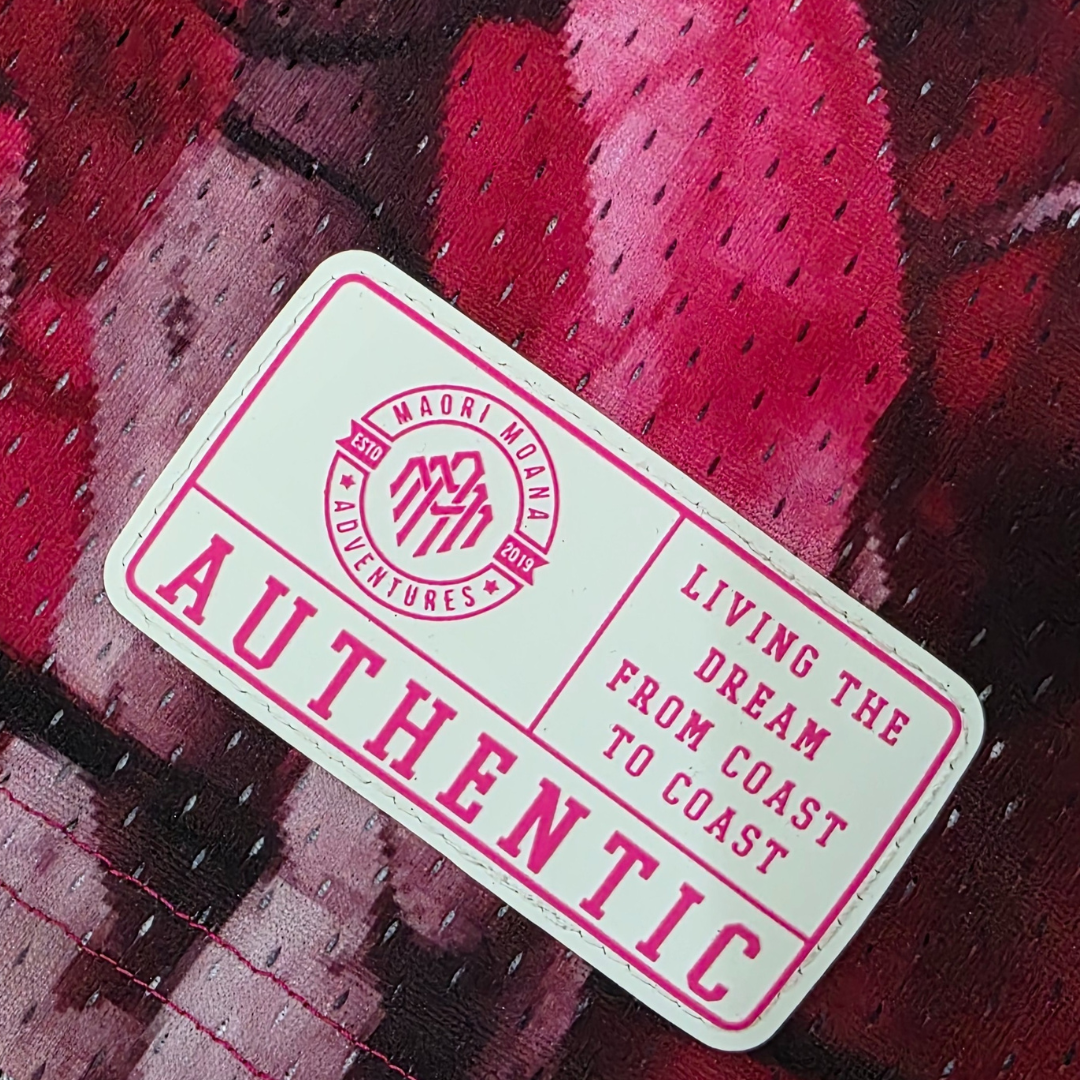 MAORI MOANA
ESTD
2019
ADVENTURES
LIVING THE
DREAM
FROM COAST
TO COAST
AUTHENTIC